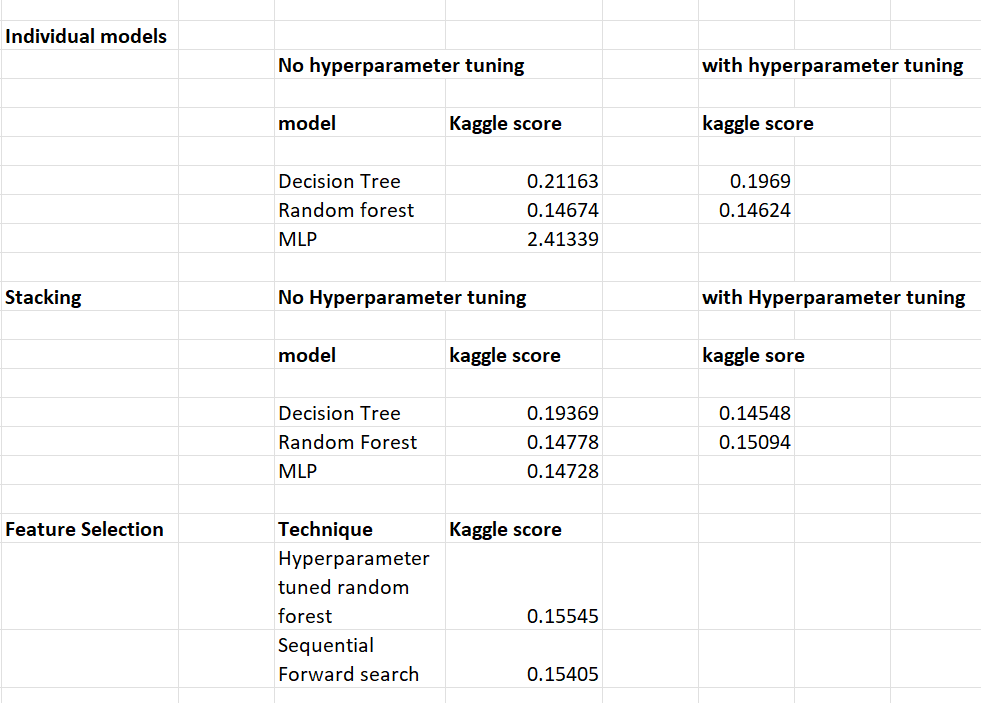 Individual models
No hyperparameter tuning with hyperparameter tuning
model Kaggle score kaggle score
Decision Tree 0.21163 0.1969
Random forest 0.14674 0.14624
MLP 2.41339
Stacking No Hyperparameter tuning with Hyperparameter tuning
model kaggle score kaggle sore
Decision Tree 0.19369 0.14548
Random Forest 0.14778 0.15094
MLP 0.14728
Feature Selection Technique Kaggle score
Hyperparameter
tuned random
forest 0.15545
Sequential
Forward search 0.15405